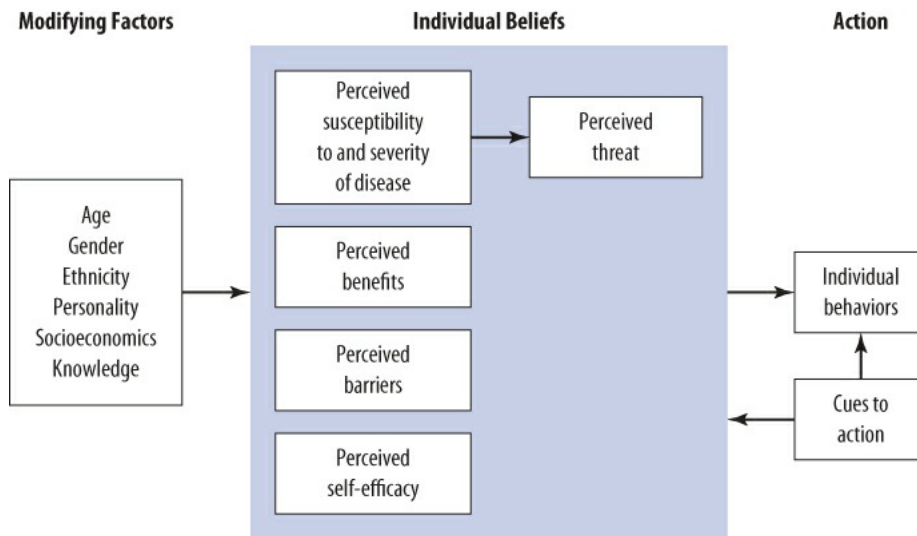 Modifying Factors
Individual Beliefs
Action
Perceived
susceptibility
to and severity
of disease
Perceived
threat
Age
Gender
Ethnicity
Personality
Socioeconomics
Knowledge
Perceived
benefits
Perceived
barriers
Perceived
self-efficacy
Individual
behaviors
Cues to
action